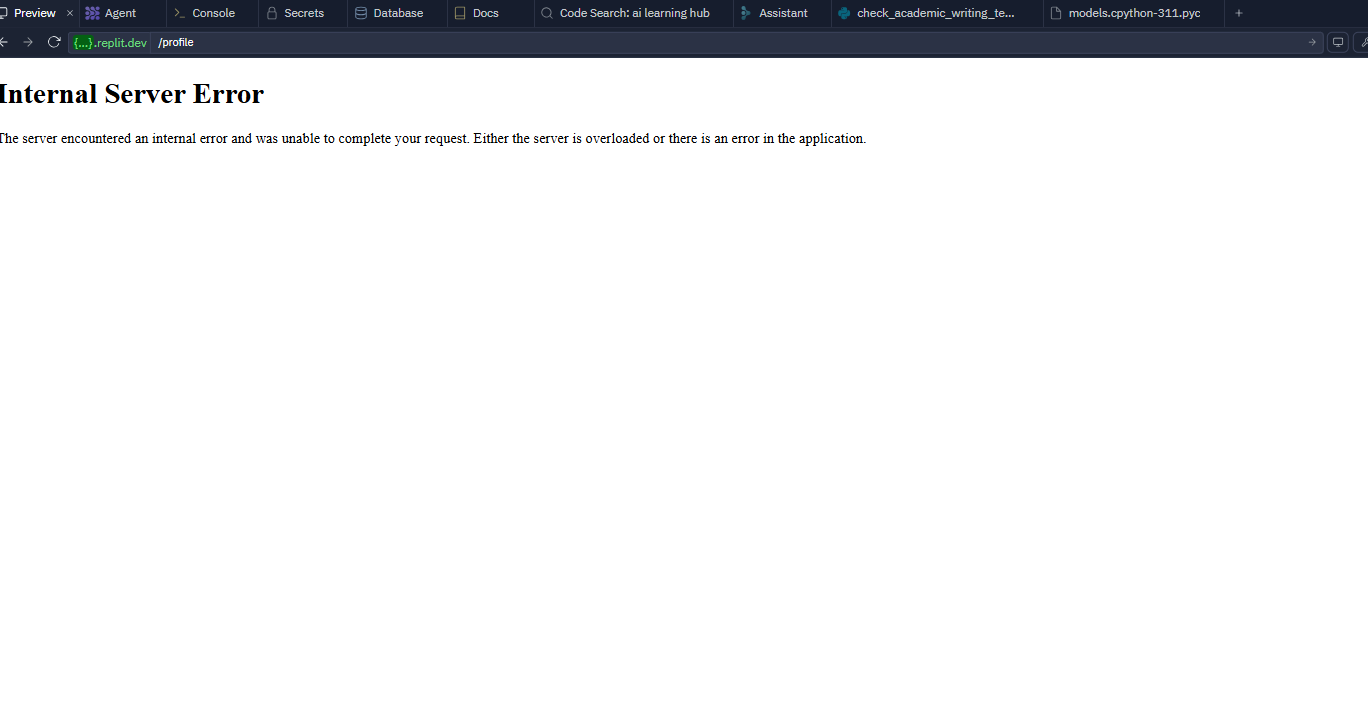 Preview × Agent Console Secrets Database Docs Code Search: ai learning hub Assistant check_academic_writing_te... models.cpython-311.pyc +
{...}.replit.dev /profile
Internal Server Error
The server encountered an internal error and was unable to complete your request. Either the server is overloaded or there is an error in the application.